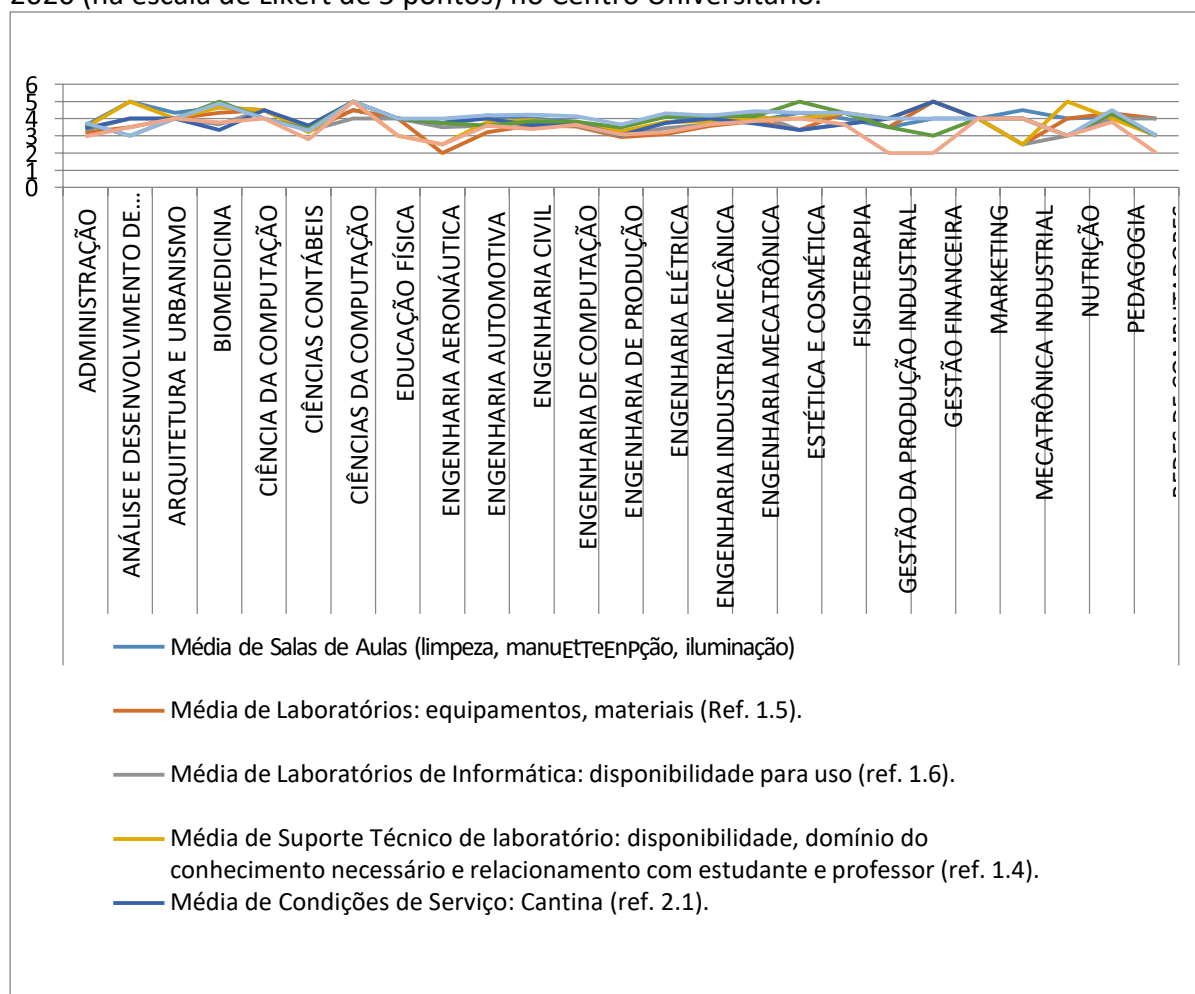 2020 (na escala de Likert de 5 pontos) no Centro Universitário.
6
5
4
3
2
1
0
ADMINISTRAÇÃO
ANÁLISE E DESENVOLVIMENTO DE…
ARQUITETURA E URBANISMO
BIOMEDICINA
CIÊNCIA DA COMPUTAÇÃO
CIÊNCIAS CONTÁBEIS
CIÊNCIAS DA COMPUTAÇÃO
EDUCAÇÃO FÍSICA
ENGENHARIA AERONÁUTICA
ENGENHARIA AUTOMOTIVA
ENGENHARIA CIVIL
ENGENHARIA DE COMPUTAÇÃO
ENGENHARIA DE PRODUÇÃO
ENGENHARIA ELÉTRICA
ENGENHARIA INDUSTRIAL MECÂNICA
ENGENHARIA MECATRÔNICA
ESTÉTICA E COSMÉTICA
FISIOTERAPIA
GESTÃO DA PRODUÇÃO INDUSTRIAL
GESTÃO FINANCEIRA
MARKETING
MECATRÔNICA INDUSTRIAL
NUTRIÇÃO
PEDAGOGIA
REDES DE COMPUTADORES
Média de Salas de Aulas (limpeza, manuEtTeEnPção, iluminação)
Média de Laboratórios: equipamentos, materiais (Ref. 1.5).
Média de Laboratórios de Informática: disponibilidade para uso (ref. 1.6).
Média de Suporte Técnico de laboratório: disponibilidade, domínio do
conhecimento necessário e relacionamento com estudante e professor (ref. 1.4).
Média de Condições de Serviço: Cantina (ref. 2.1).